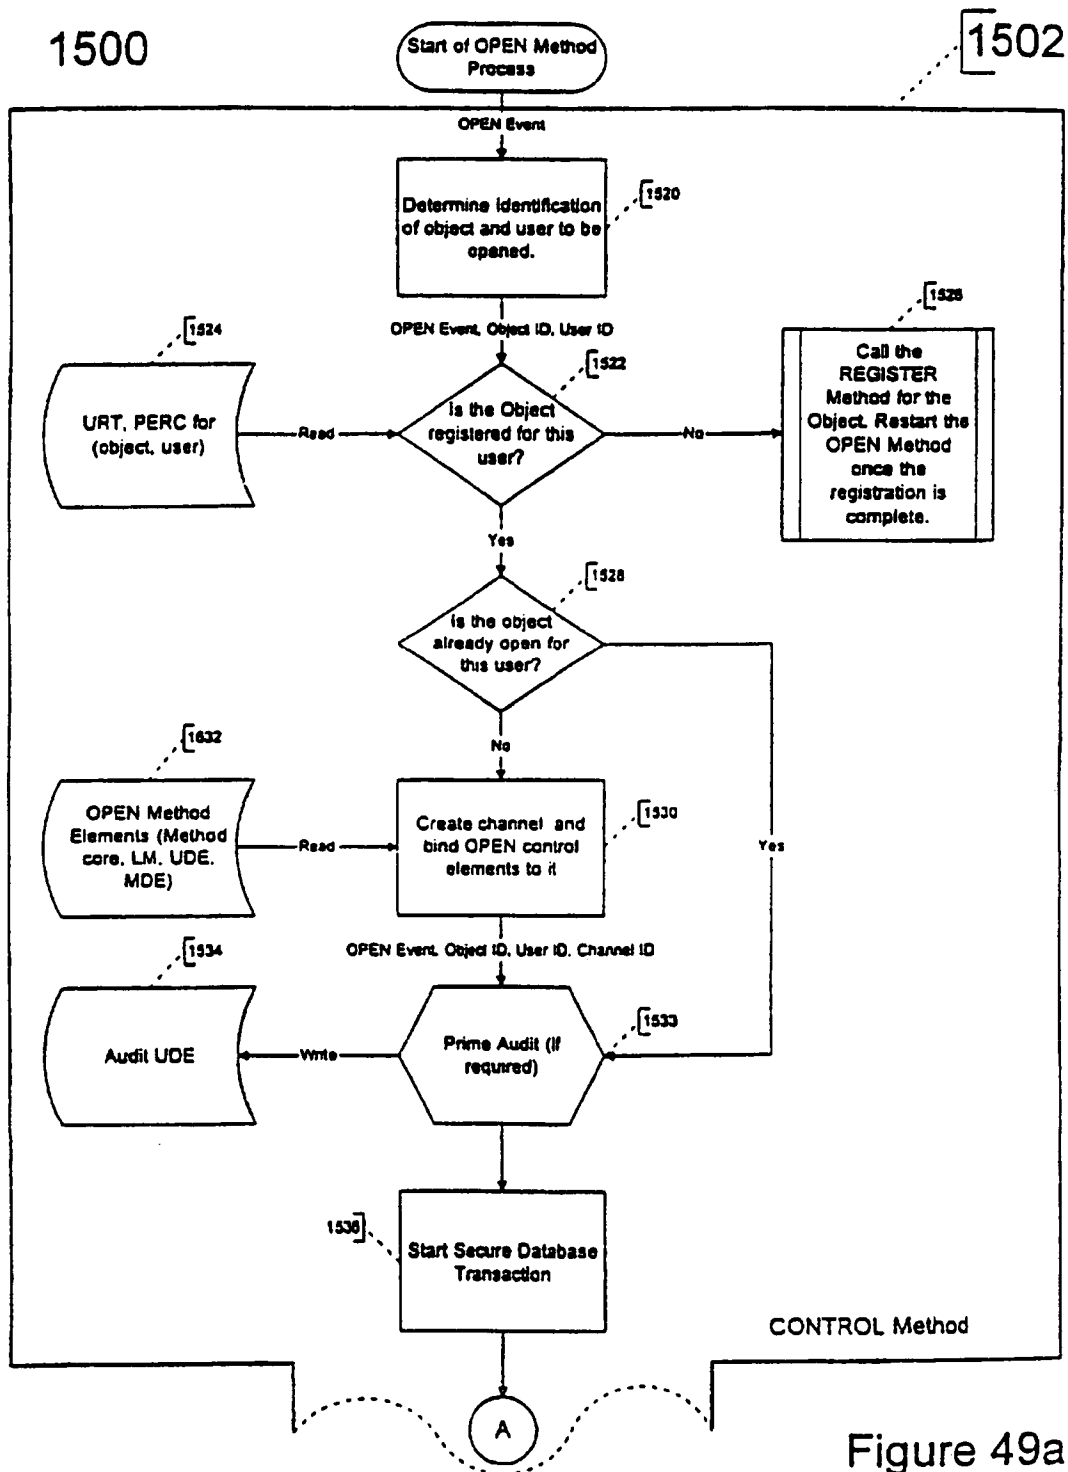 1500
1502
Start of OPEN Method
Process
OPEN Event
Determine identification
of object and user to be
opened.
1520
OPEN Event, Object ID, User ID
1524
1522
1526
URT, PERC for
(object, user)
Read
Is the Object
registered for this
user?
No
Call the
REGISTER
Method for the
Object. Restart the
OPEN Method
once the
registration is
complete.
Yes
1528
Is the object
already open for
this user?
No
1532
OPEN Method
Elements (Method
core, LM, UDE,
MDE)
Read
Create channel and
bind OPEN control
elements to it
1530
Yes
OPEN Event, Object ID, User ID, Channel ID
1534
Audit UDE
Write
Prime Audit (if
required)
1533
1536
Start Secure Database
Transaction
CONTROL Method
A
Figure 49a